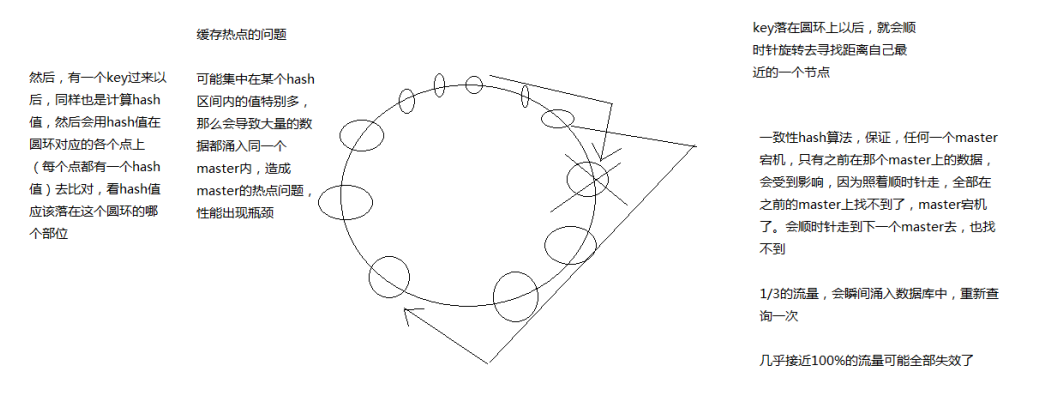 然后，有一个key过来以
后，同样也是计算hash
值，然后会用hash值在
圆环对应的各个点上
（每个点都有一个hash
值）去比对，看hash值
应该落在这个圆环的哪
个部位
缓存热点的问题
可能集中在某个hash
区间内的值特别多，
那么会导致大量的数
据都涌入同一个
master内，造成
master的热点问题，
性能出现瓶颈
key落在圆环上以后，就会顺
时针旋转去寻找距离自己最
近的一个节点
一致性hash算法，保证，任何一个master
宕机，只有之前在那个master上的数据，
会受到影响，因为照着顺时针走，全部在
之前的master上找不到了，master宕机
了。会顺时针走到下一个master去，也找
不到
1/3的流量，会瞬间涌入数据库中，重新查
询一次
几乎接近100%的流量可能全部失效了